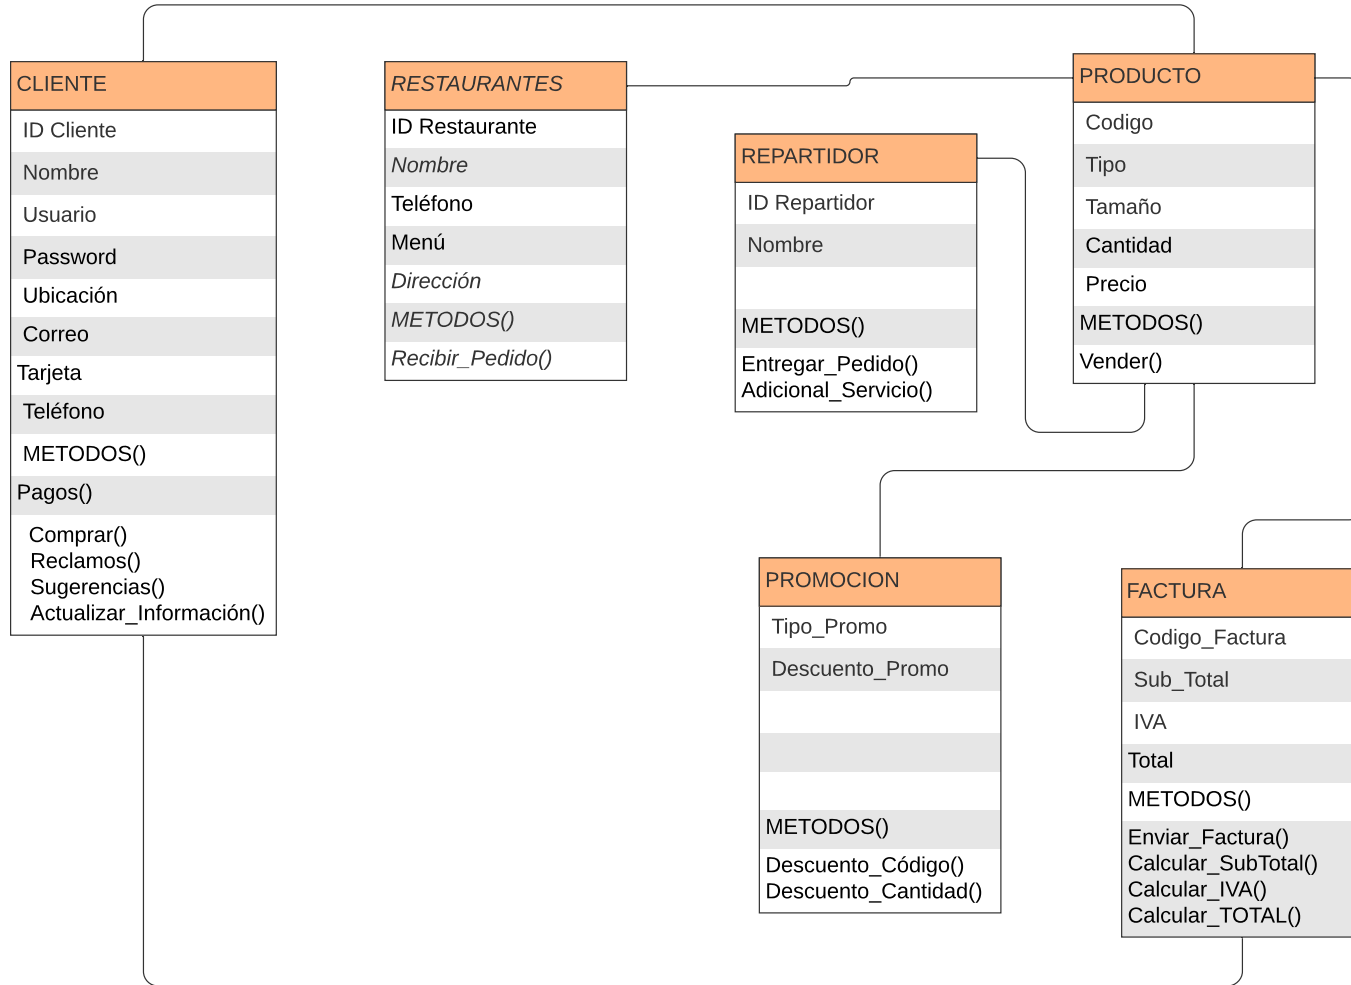 CLIENTE
ID Cliente
Nombre
Usuario
Password
Ubicación
Correo
Tarjeta
Teléfono
METODOS()
Pagos()
Comprar()
Reclamos()
Sugerencias()
Actualizar_Información()
RESTAURANTES
ID Restaurante
Nombre
Teléfono
Menú
Dirección
METODOS()
Recibir_Pedido()
REPARTIDOR
ID Repartidor
Nombre
METODOS()
Entregar_Pedido()
Adicional_Servicio()
PRODUCTO
Codigo
Tipo
Tamaño
Cantidad
Precio
METODOS()
Vender()
PROMOCION
Tipo_Promo
Descuento_Promo
METODOS()
Descuento_Código()
Descuento_Cantidad()
FACTURA
Codigo_Factura
Sub_Total
IVA
Total
METODOS()
Enviar_Factura()
Calcular_SubTotal()
Calcular_IVA()
Calcular_TOTAL()